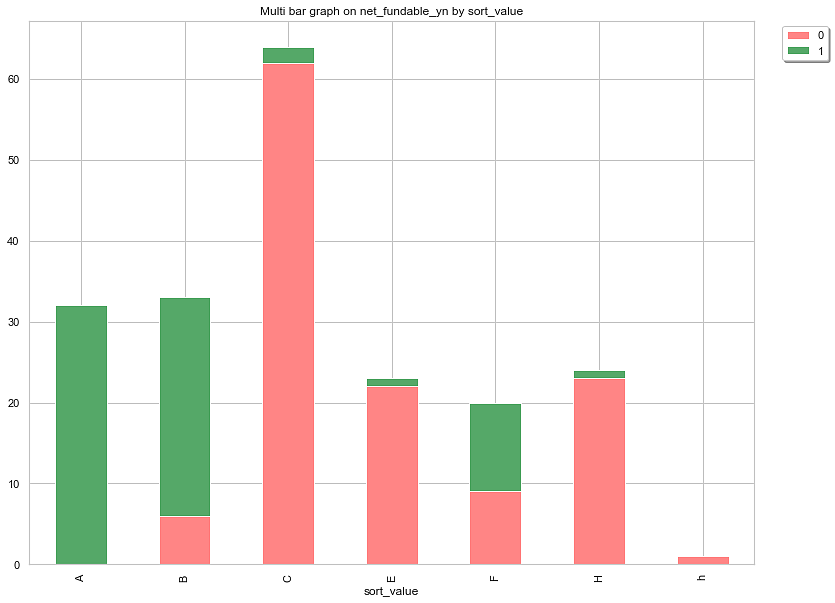 Multi bar graph on net_fundable_yn by sort_value
0
1
60
50
40
30
20
10
0
A
B
C
E
F
H
h
sort_value